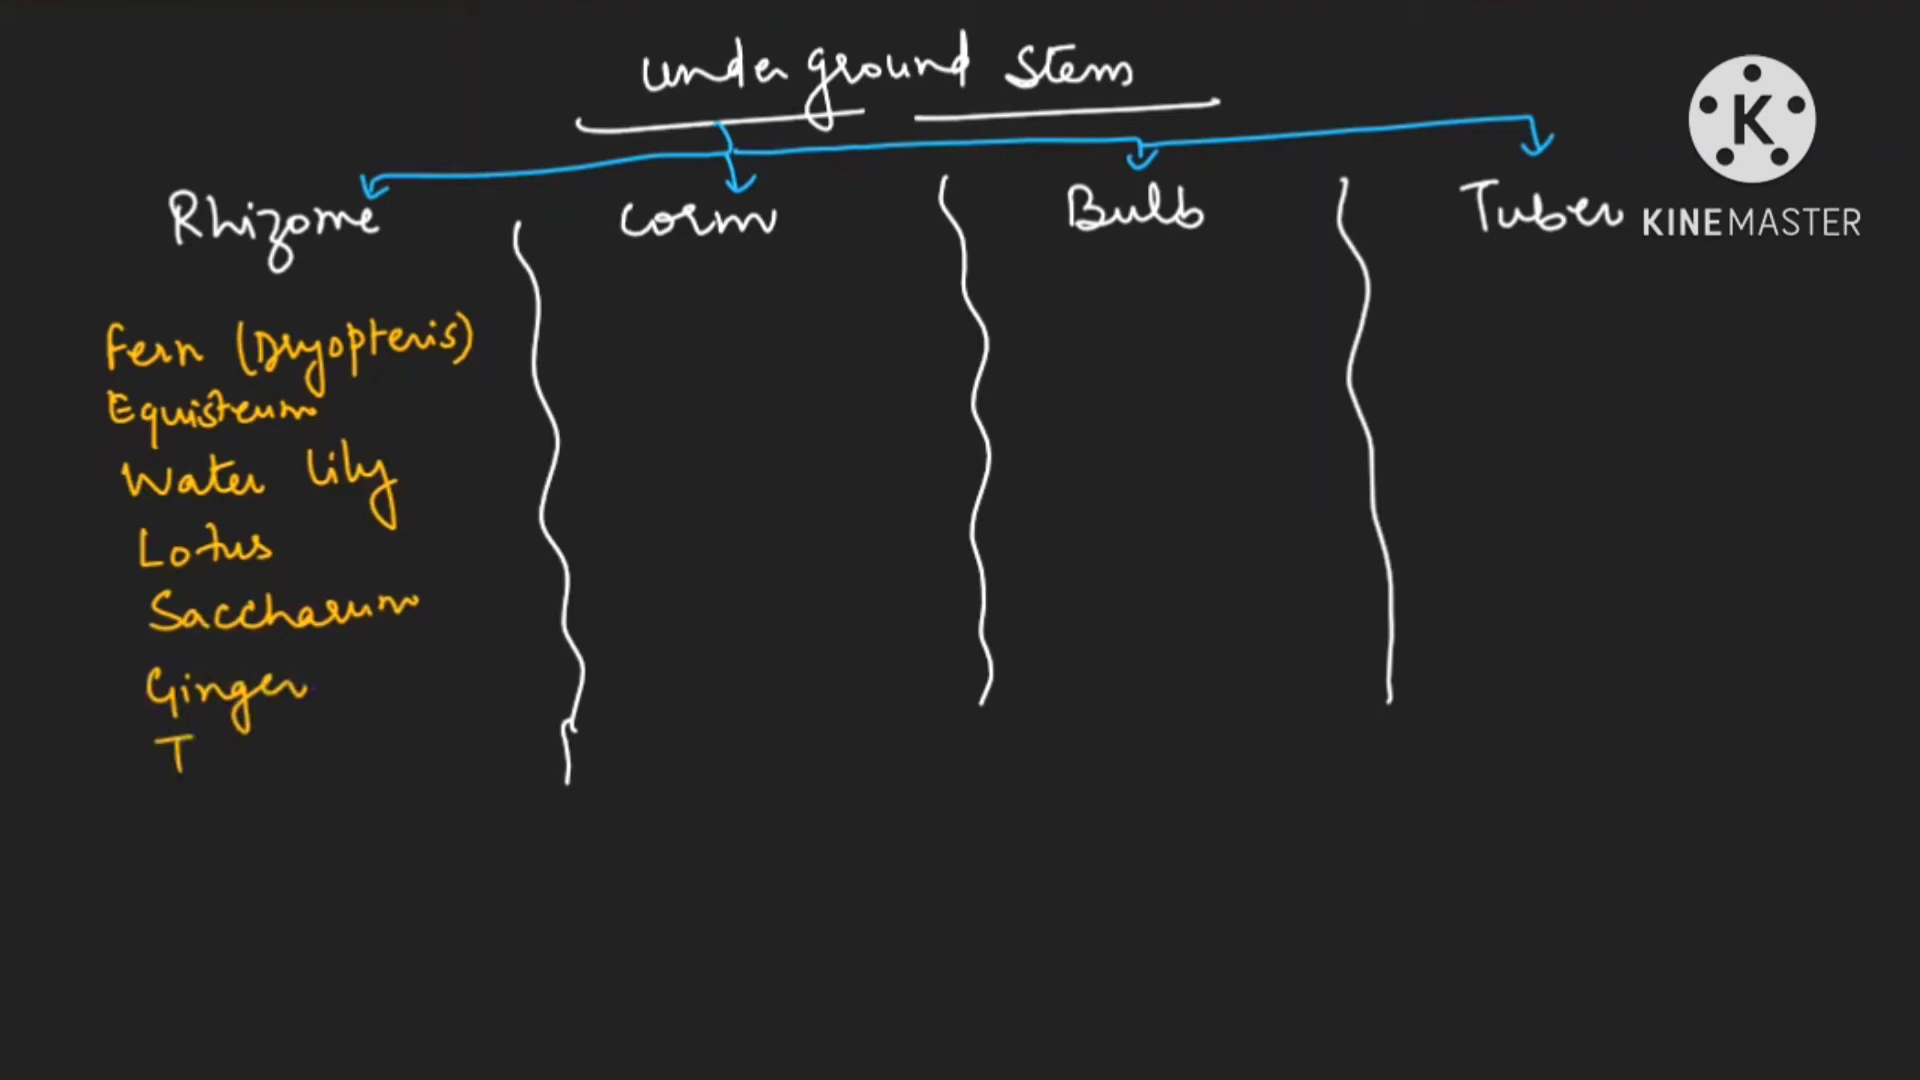 under ground Stem
Rhizome
corm
Bulb
Tuber
K
KINEMASTER
Fern (Dryopteris)
Equisteum
Water lily
Lotus
Saccharum
Ginger
T